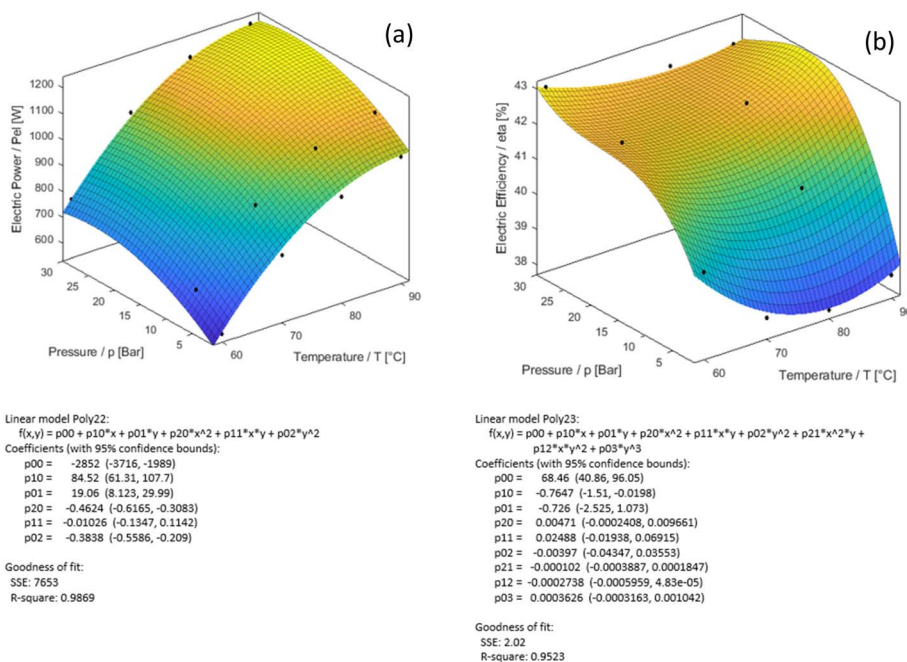 (a)
Electric Power / Pel [W]
1200
1100
1000
900
800
700
600
30
25
20
15
10
5
Pressure / p [Bar]
60
70
80
90
Temperature / T [°C]
(b)
Electric Efficiency / eta [%]
43
42
41
40
39
38
30
25
20
15
10
5
Pressure / p [Bar]
60
70
80
90
Temperature / T [°C]
Linear model Poly22:
f(x,y) = p00 + p10*x + p01*y + p20*x^2 + p11*x*y + p02*y^2
Coefficients (with 95% confidence bounds):
p00 = -2852 (-3716, -1989)
p10 = 84.52 (61.31, 107.7)
p01 = 19.06 (8.123, 29.99)
p20 = -0.4624 (-0.6165, -0.3083)
p11 = -0.01026 (-0.1347, 0.1142)
p02 = -0.3838 (-0.5586, -0.209)
Goodness of fit:
SSE: 7653
R-square: 0.9869
Linear model Poly23:
f(x,y) = p00 + p10*x + p01*y + p20*x^2 + p11*x*y + p02*y^2 + p21*x^2*y +
p12*x*y^2 + p03*y^3
Coefficients (with 95% confidence bounds):
p00 = 68.46 (40.86, 96.05)
p10 = -0.7647 (-1.51, -0.0198)
p01 = -0.726 (-2.525, 1.073)
p20 = 0.00471 (-0.0002408, 0.009661)
p11 = 0.02488 (-0.01938, 0.06915)
p02 = -0.00397 (-0.04347, 0.03553)
p21 = -0.000102 (-0.0003887, 0.0001847)
p12 = -0.0002738 (-0.0005959, 4.83e-05)
p03 = 0.0003626 (-0.0003163, 0.001042)
Goodness of fit:
SSE: 2.02
R-square: 0.9523